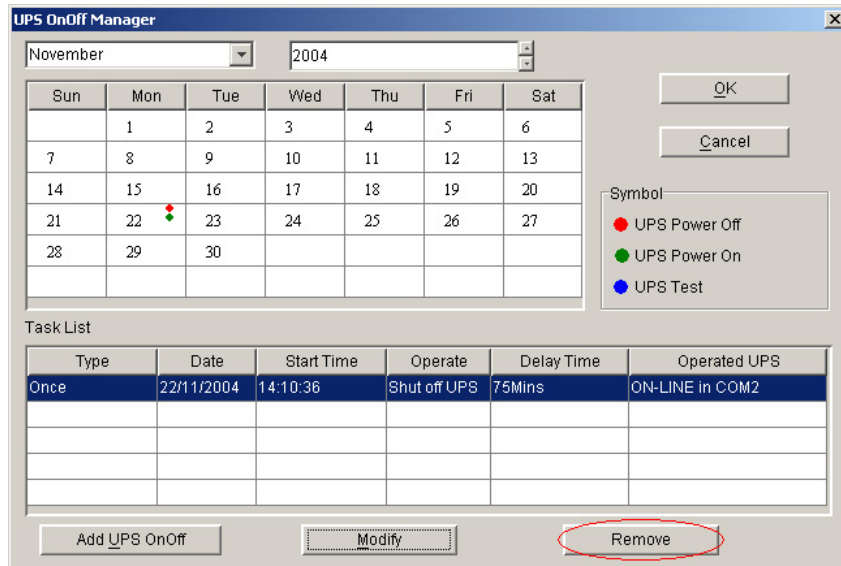 UPS OnOff Manager
November 2004
Sun Mon Tue Wed Thu Fri Sat
1 2 3 4 5 6
7 8 9 10 11 12 13
14 15 16 17 18 19 20
21 22 23 24 25 26 27
28 29 30
OK
Cancel
Symbol
UPS Power Off
UPS Power On
UPS Test
Task List
Type Date Start Time Operate Delay Time Operated UPS
Once 22/11/2004 14:10:36 Shut off UPS 75Mins ON-LINE in COM2
Add UPS OnOff Modify Remove